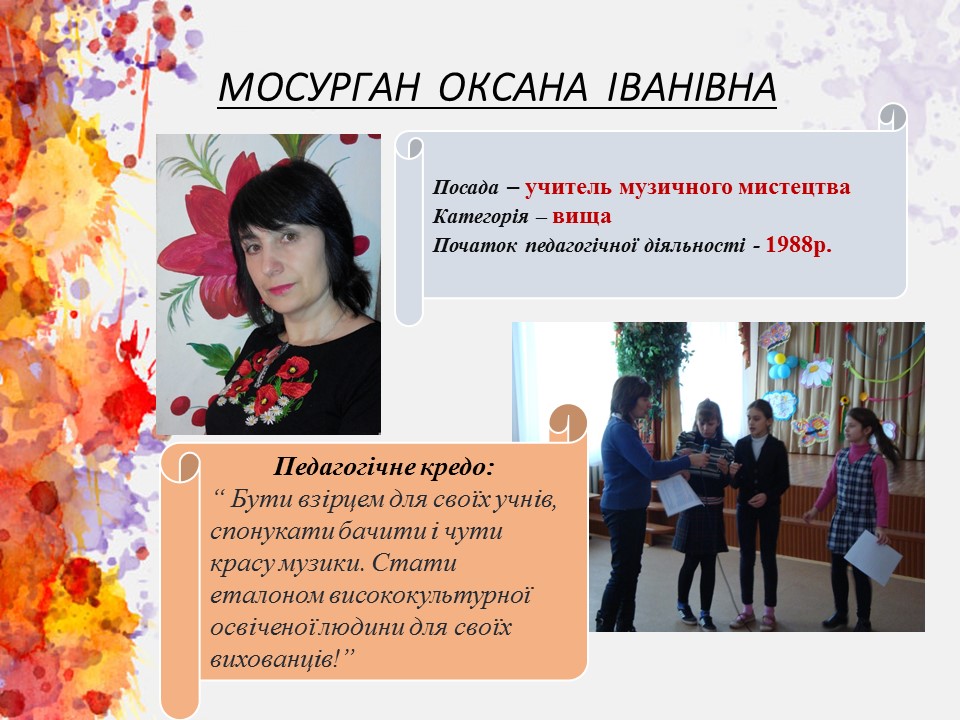 МОСУРГАН ОКСАНА ІВАНІВНА
Посада – учитель музичного мистецтва
Категорія – вища
Початок педагогічної діяльності - 1988р.
Педагогічне кредо:
“ Бути взірцем для своїх учнів,
спонукати бачити і чути
красу музики. Стати
еталоном висококультурної
освіченої людини для своїх
вихованців!”